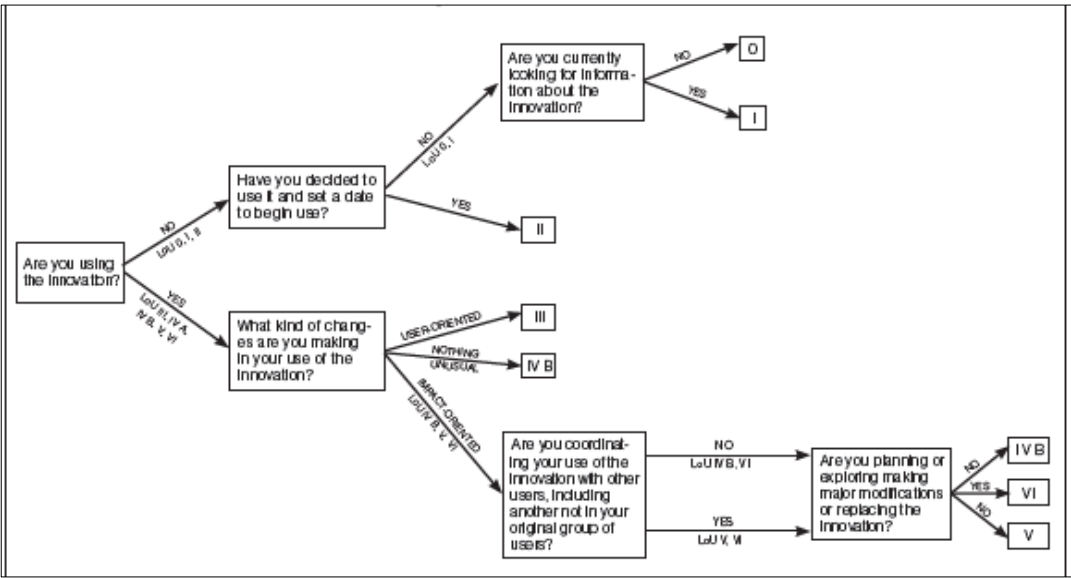 Are you currently
looking for informa-
tion about the
innovation?
NO
O
YES
I
NO
LoU 0, I
Have you decided to
use it and set a date
to begin use?
YES
II
NO
LoU 0, I, II
Are you using
the innovation?
YES
LoU III, IV A,
IV B, V, VI
What kind of chang-
es are you making
in your use of the
innovation?
USER-ORIENTED
III
NOTHING
UNUSUAL
IV B
IMPACT-ORIENTED
LoU IV B, V, VI
Are you coordinat-
ing your use of the
innovation with other
users, including
another not in your
original group of
users?
NO
LoU IV B, VI
YES
LoU V, VI
Are you planning or
exploring making
major modifications
or replacing the
innovation?
NO
IV B
YES
VI
NO
V